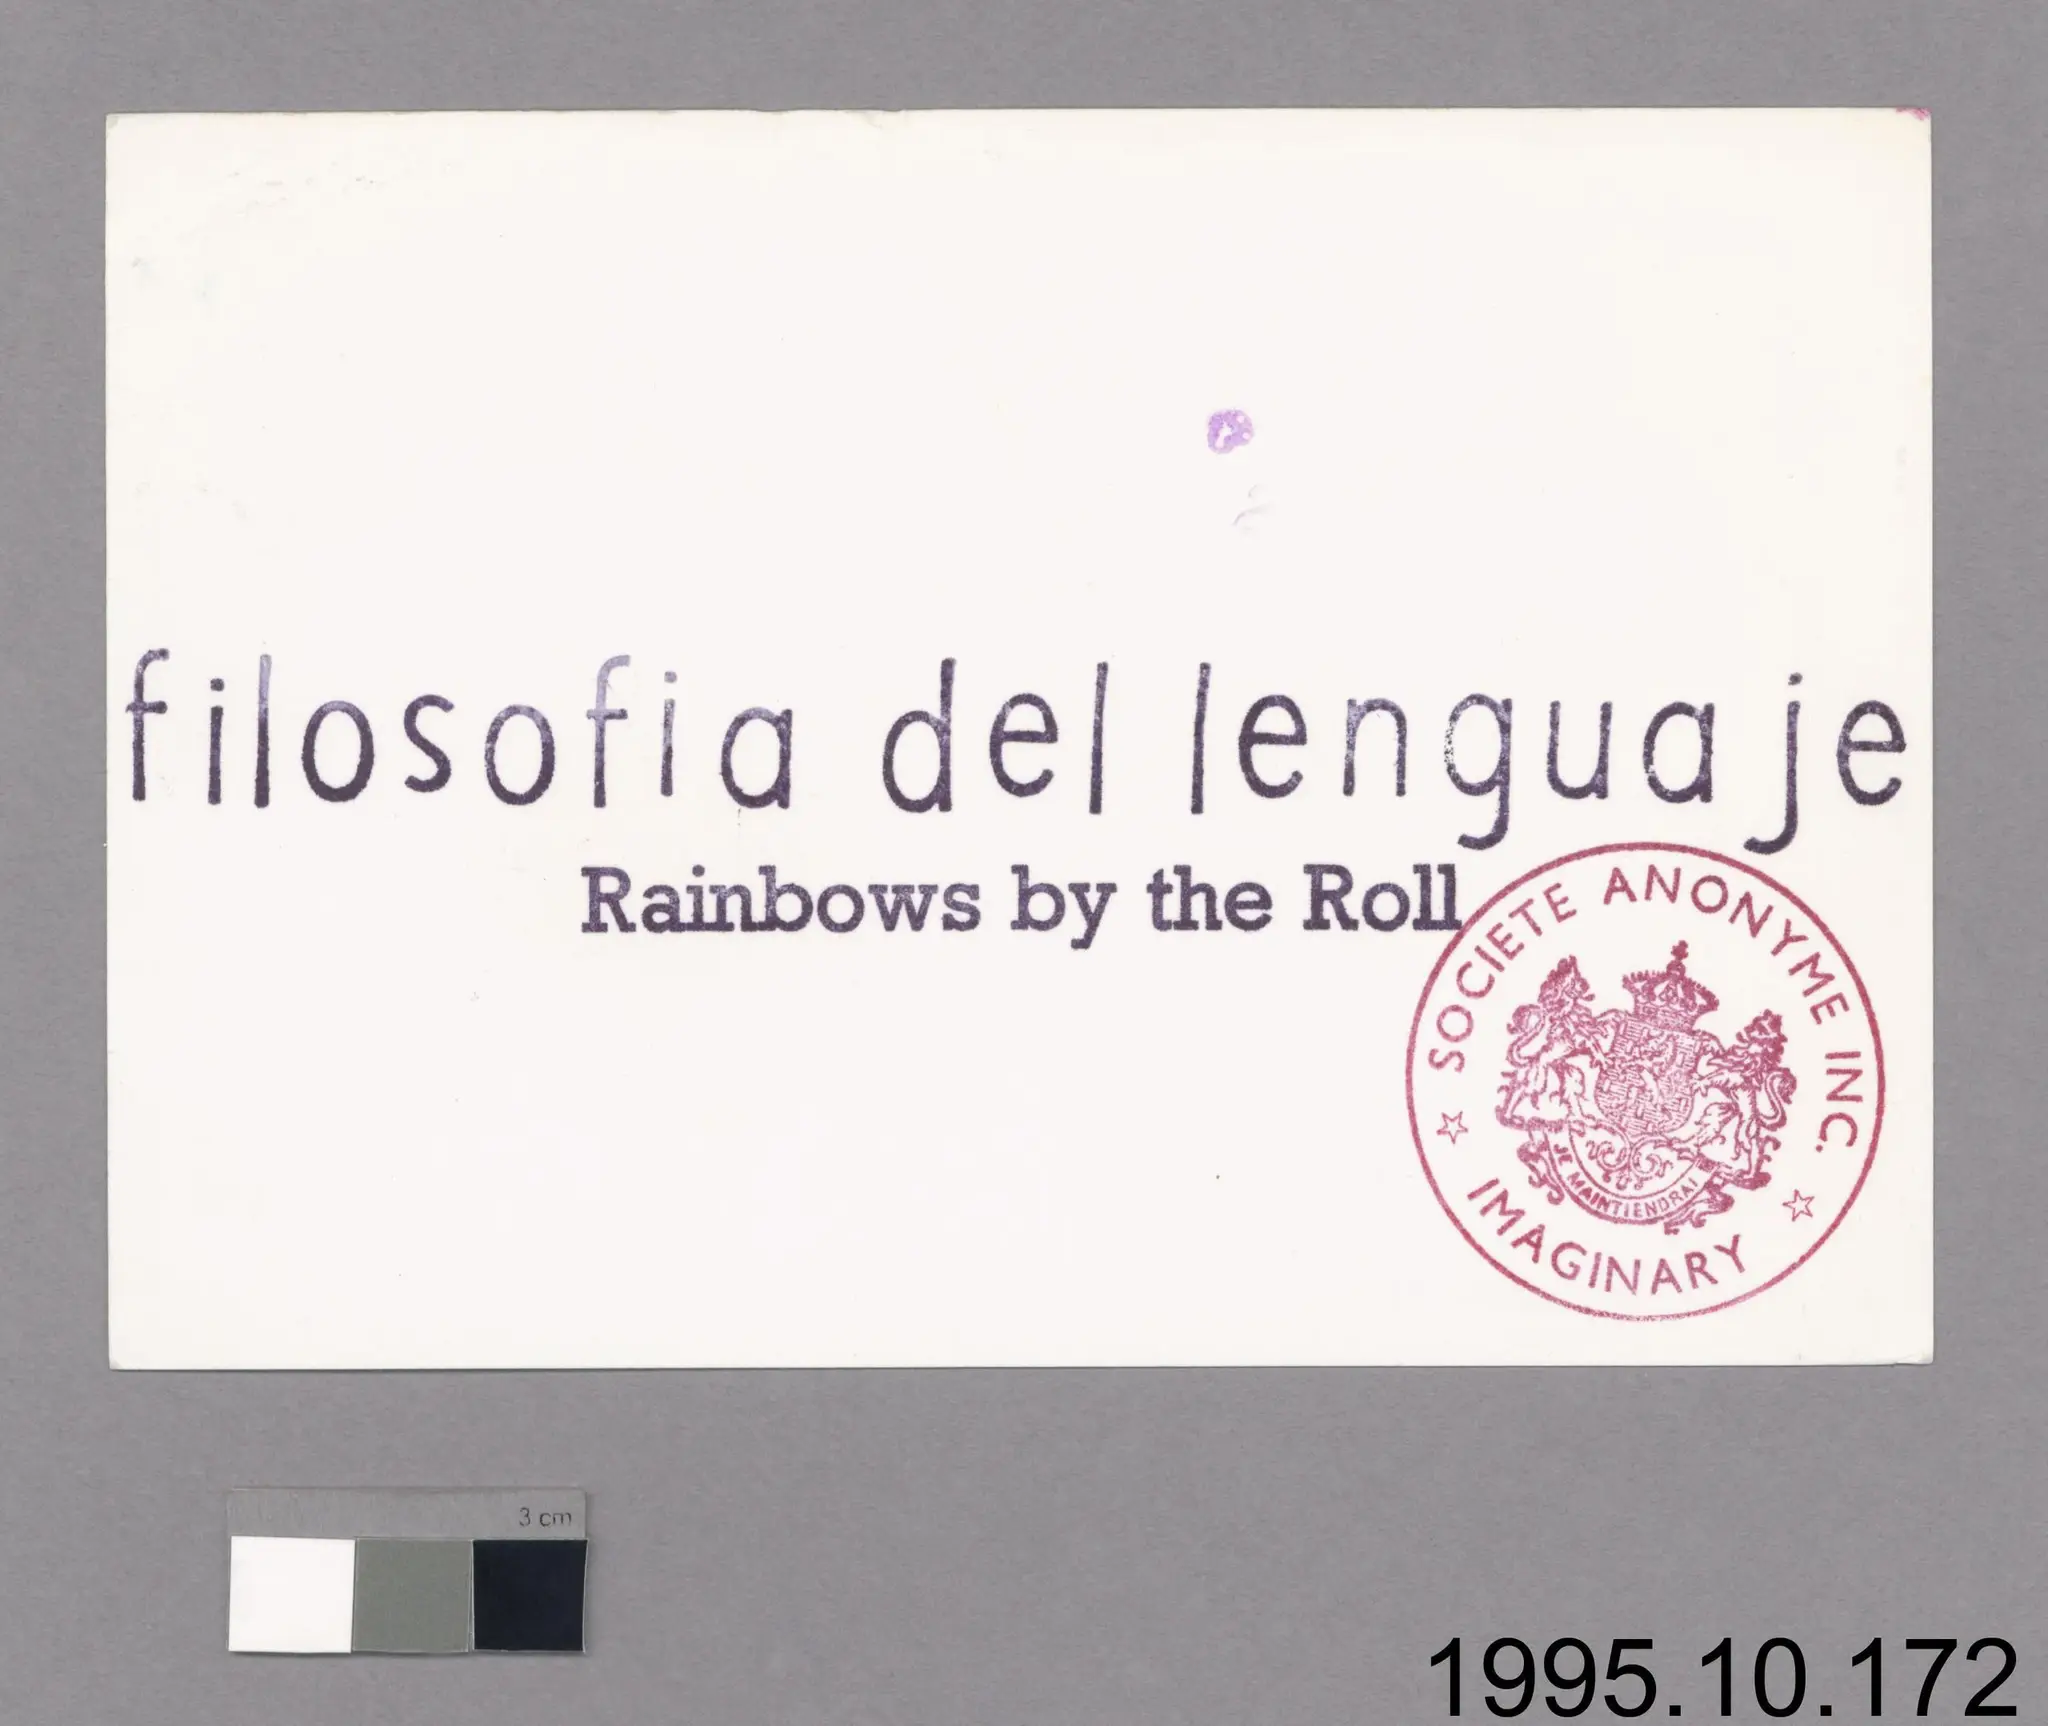 filosofia del lenguaje
Rainbows by the Roll
SOCIETE ANONYME INC.
JE MAINTIENDRAI
IMAGINARY
3 cm
1995.10.172